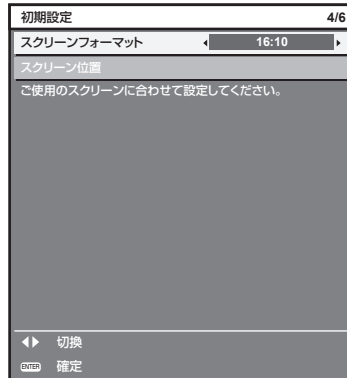 初期設定 4/6
スクリーンフォーマット 16:10
スクリーン位置
ご使用のスクリーンに合わせて設定してください。
切換
ENTER 確定